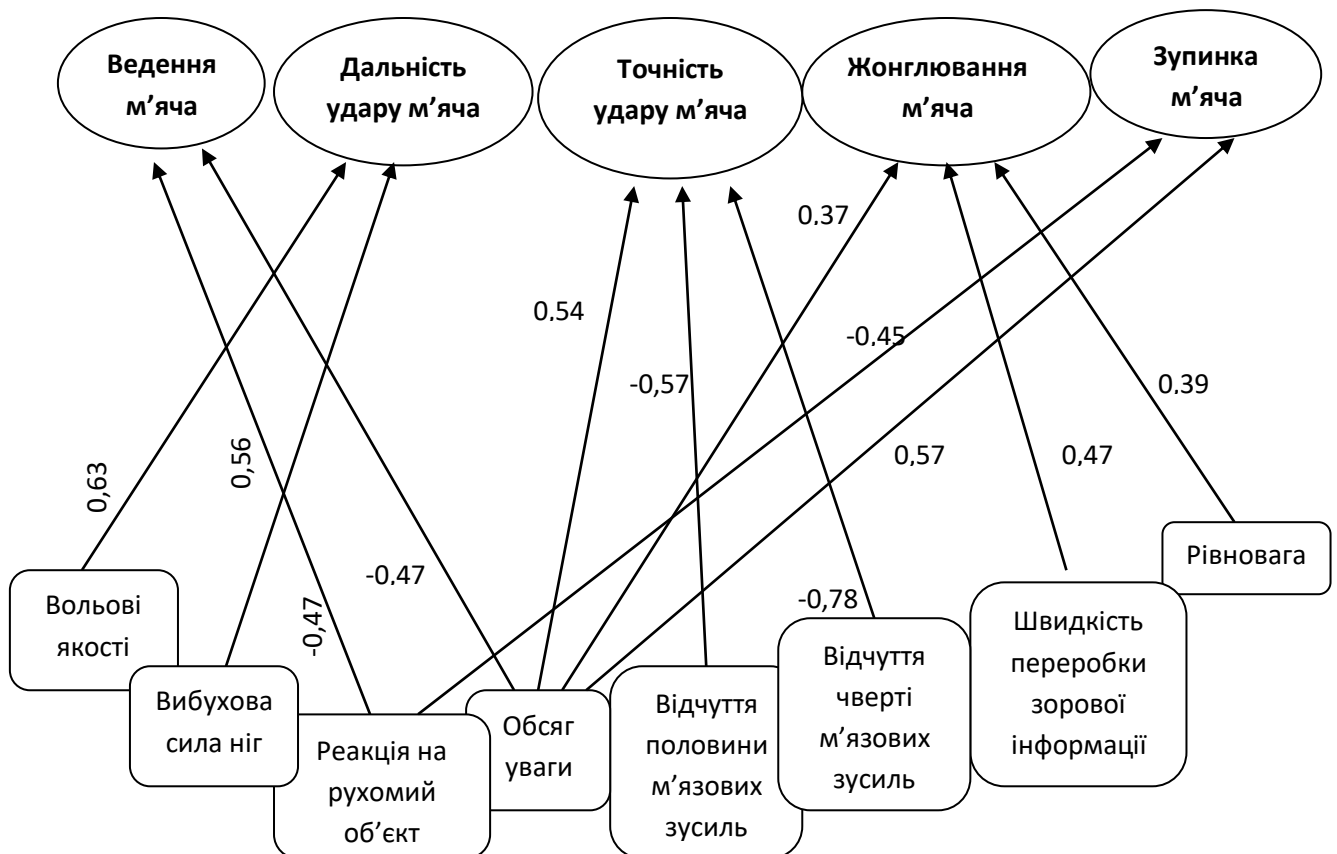 Ведення
м’яча
Дальність
удару м’яча
Точність
удару м’яча
Жонглювання
м’яча
Зупинка
м’яча
0,37
0,54
-0,45
-0,57
0,39
0,63
0,56
0,57
0,47
-0,47
-0,47
-0,78
Вольові
якості
Вибухова
сила ніг
Реакція на
рухомий
об’єкт
Обсяг
уваги
Відчуття
половини
м’язових
зусиль
Відчуття
чверті
м’язових
зусиль
Швидкість
переробки
зорової
інформації
Рівновага